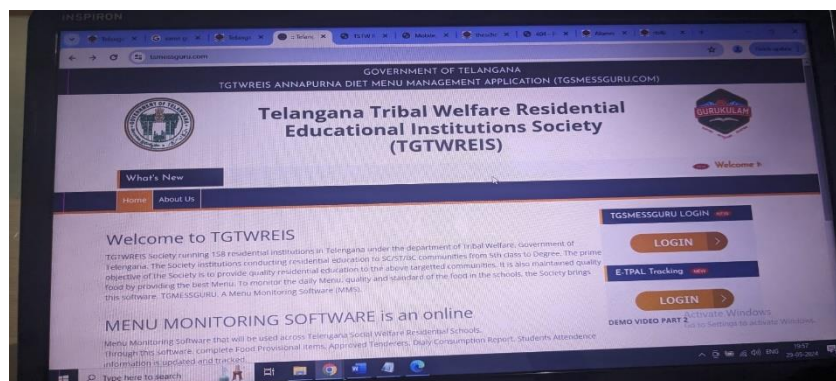 INSPIRON
tsmessguru.com
GOVERNMENT OF TELANGANA
TGTWREIS ANNAPURNA DIET MENU MANAGEMENT APPLICATION (TGSMESSGURU.COM)
Telangana Tribal Welfare Residential
Educational Institutions Society
(TGTWREIS)
GURUKULAM
What's New
Welcome
Home About Us
TGSMESSGURU LOGIN NEW
LOGIN >
E-TPAL Tracking NEW
LOGIN >
DEMO VIDEO PART 2
Welcome to TGTWREIS
TGTWREIS Society running 158 residential institutions in Telengana under the department of Tribal Welfare, Government of
Telengana. The Society institutions conducting residential education to SC/ST/BC communities from 5th class to Degree. The prime
objective of the Society is to provide quality residential education to the above targetted communities. It is also maintained quality
food by providing the best Menu. To monitor the daily Menu, quality and standard of the food in the schools, the Society brings
this software. TGMESSGURU. A Menu Monitoring Software (MMS).
MENU MONITORING SOFTWARE is an online
Menu Monitoring Software that will be used across Telengana Social Welfare Residential Schools.
Through this software, complete Food Provisional Items, Approved Tenderers, Daily Consumption Report, Students Attendence
information is updated and tracked.
Activate Windows
Go to Settings to activate Windows.
Type here to search
ENG
19:57
29-05-2024